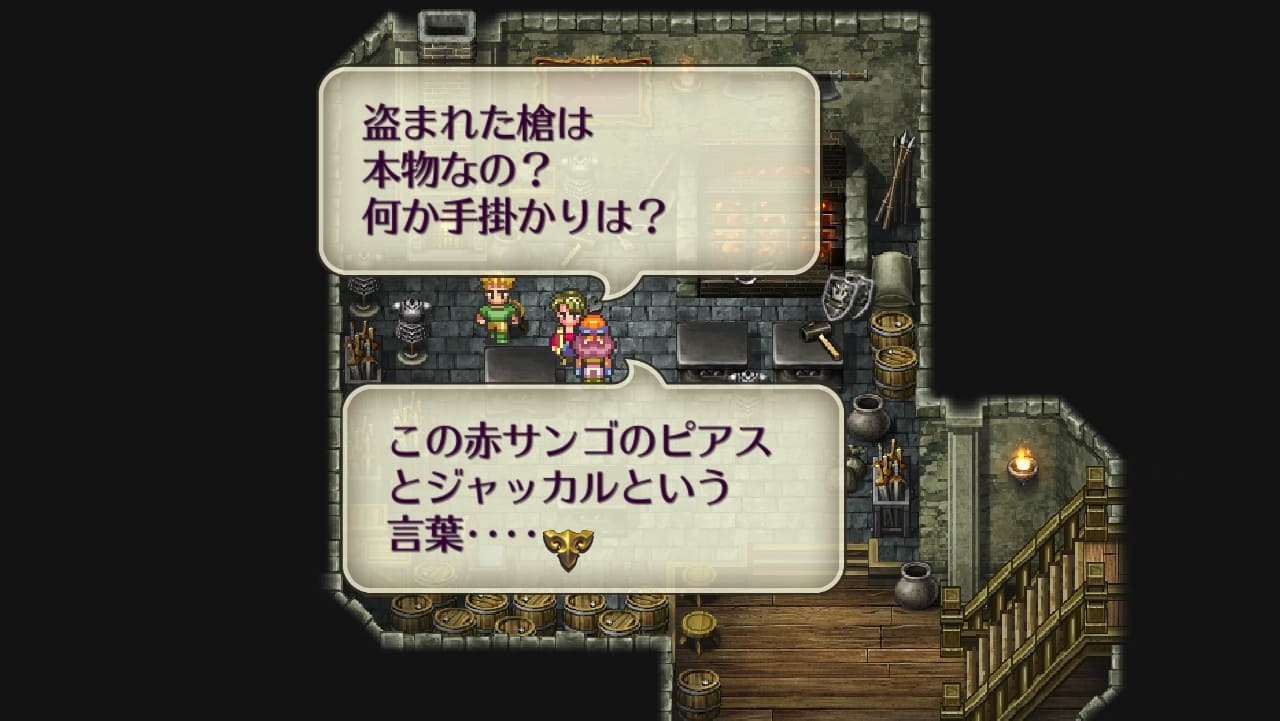 盗まれた槍は
本物なの？
何か手掛かりは？
この赤サンゴのピアス
とジャッカルという
言葉････